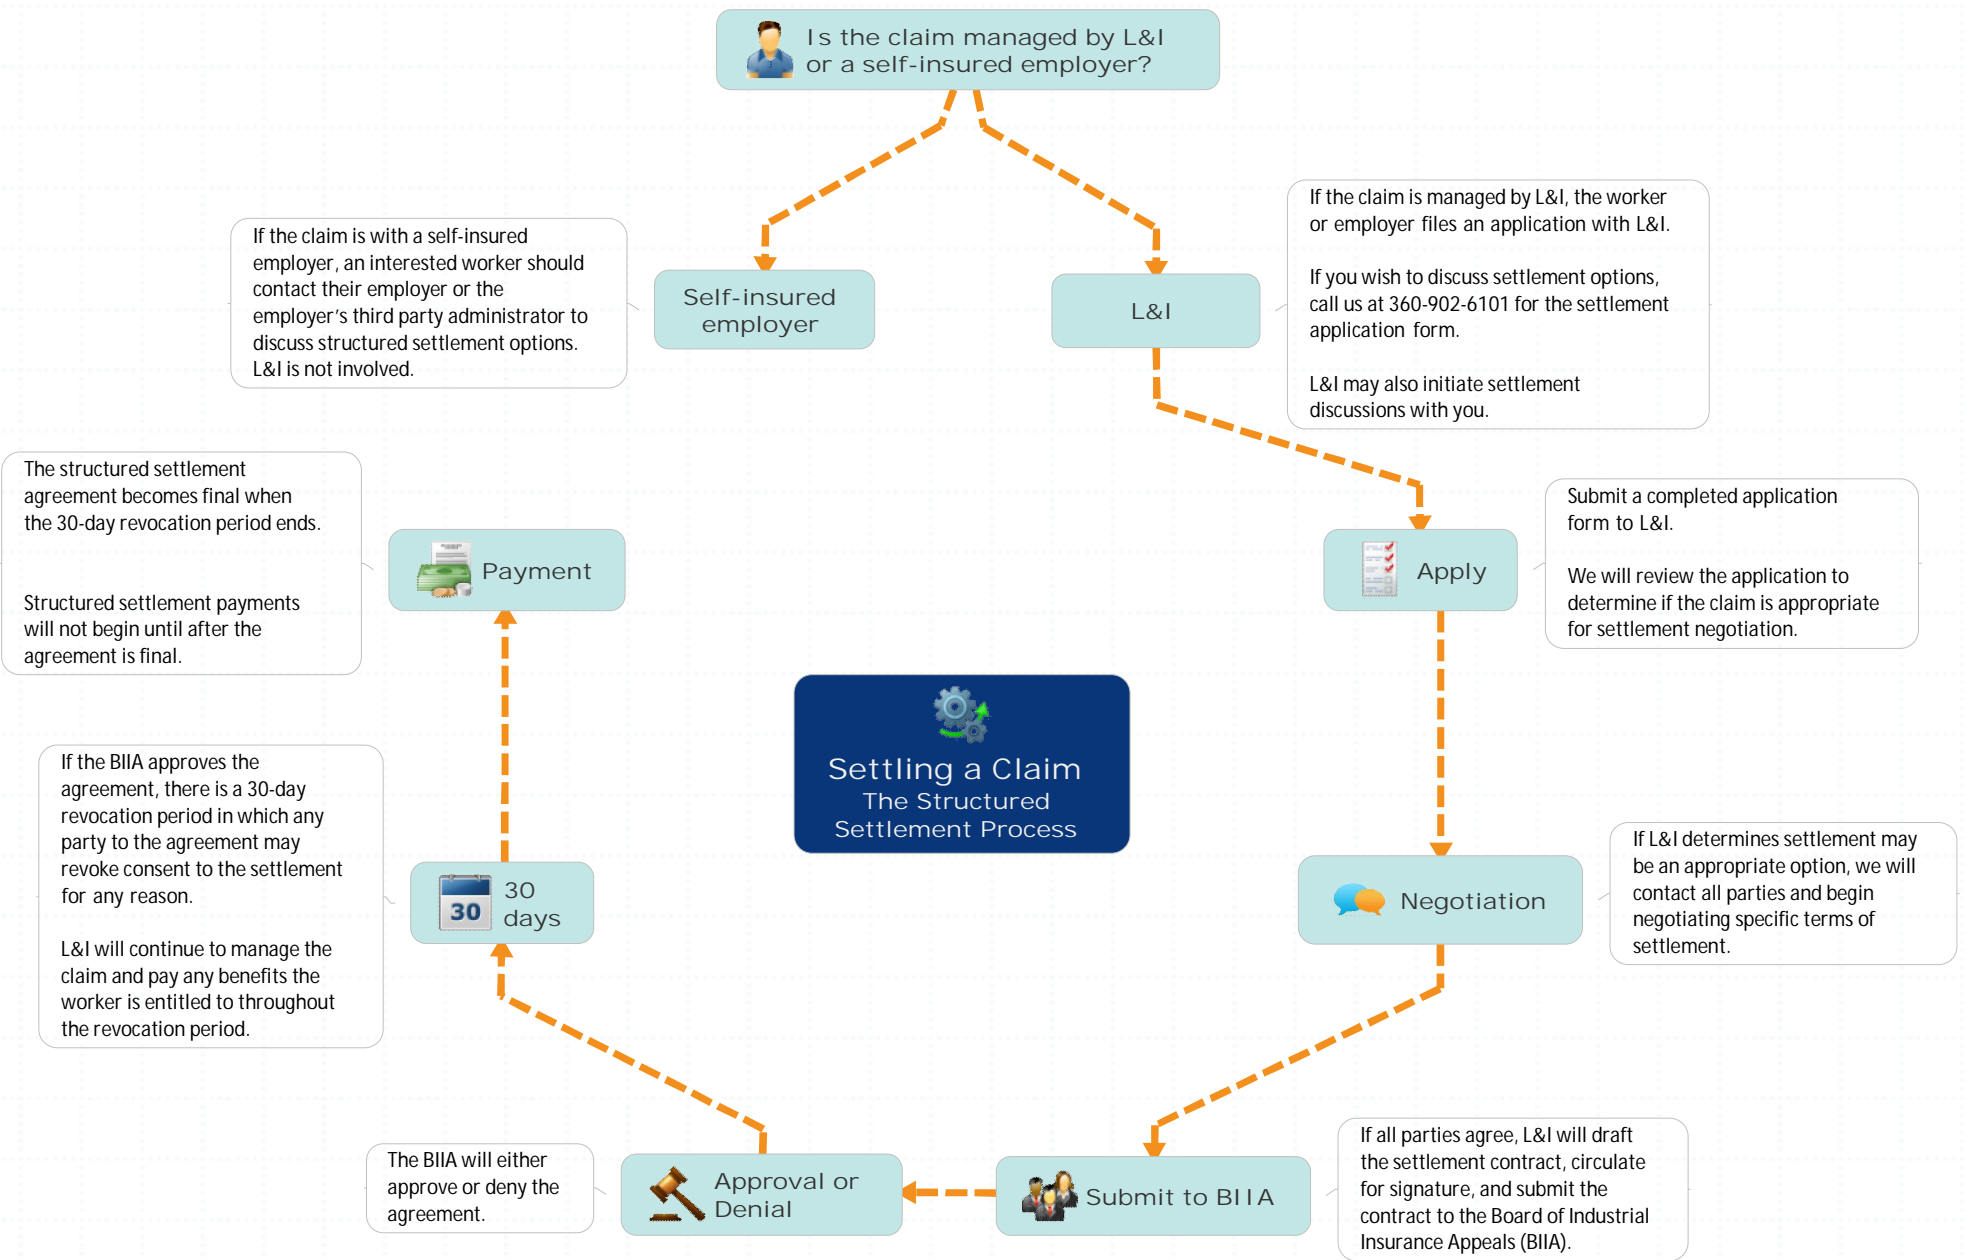 Is the claim managed by L&I
or a self-insured employer?
If the claim is with a self-insured
employer, an interested worker should
contact their employer or the
employer's third party administrator to
discuss structured settlement options.
L&I is not involved.
Self-insured
employer
L&I
If the claim is managed by L&I, the worker
or employer files an application with L&I.
If you wish to discuss settlement options,
call us at 360-902-6101 for the settlement
application form.
L&I may also initiate settlement
discussions with you.
Apply
Submit a completed application
form to L&I.
We will review the application to
determine if the claim is appropriate
for settlement negotiation.
Settling a Claim
The Structured
Settlement Process
Negotiation
If L&I determines settlement may
be an appropriate option, we will
contact all parties and begin
negotiating specific terms of
settlement.
Submit to BIIA
If all parties agree, L&I will draft
the settlement contract, circulate
for signature, and submit the
contract to the Board of Industrial
Insurance Appeals (BIIA).
Approval or
Denial
The BIIA will either
approve or deny the
agreement.
30
30
days
If the BIIA approves the
agreement, there is a 30-day
revocation period in which any
party to the agreement may
revoke consent to the settlement
for any reason.
L&I will continue to manage the
claim and pay any benefits the
worker is entitled to throughout
the revocation period.
Payment
The structured settlement
agreement becomes final when
the 30-day revocation period ends.
Structured settlement payments
will not begin until after the
agreement is final.